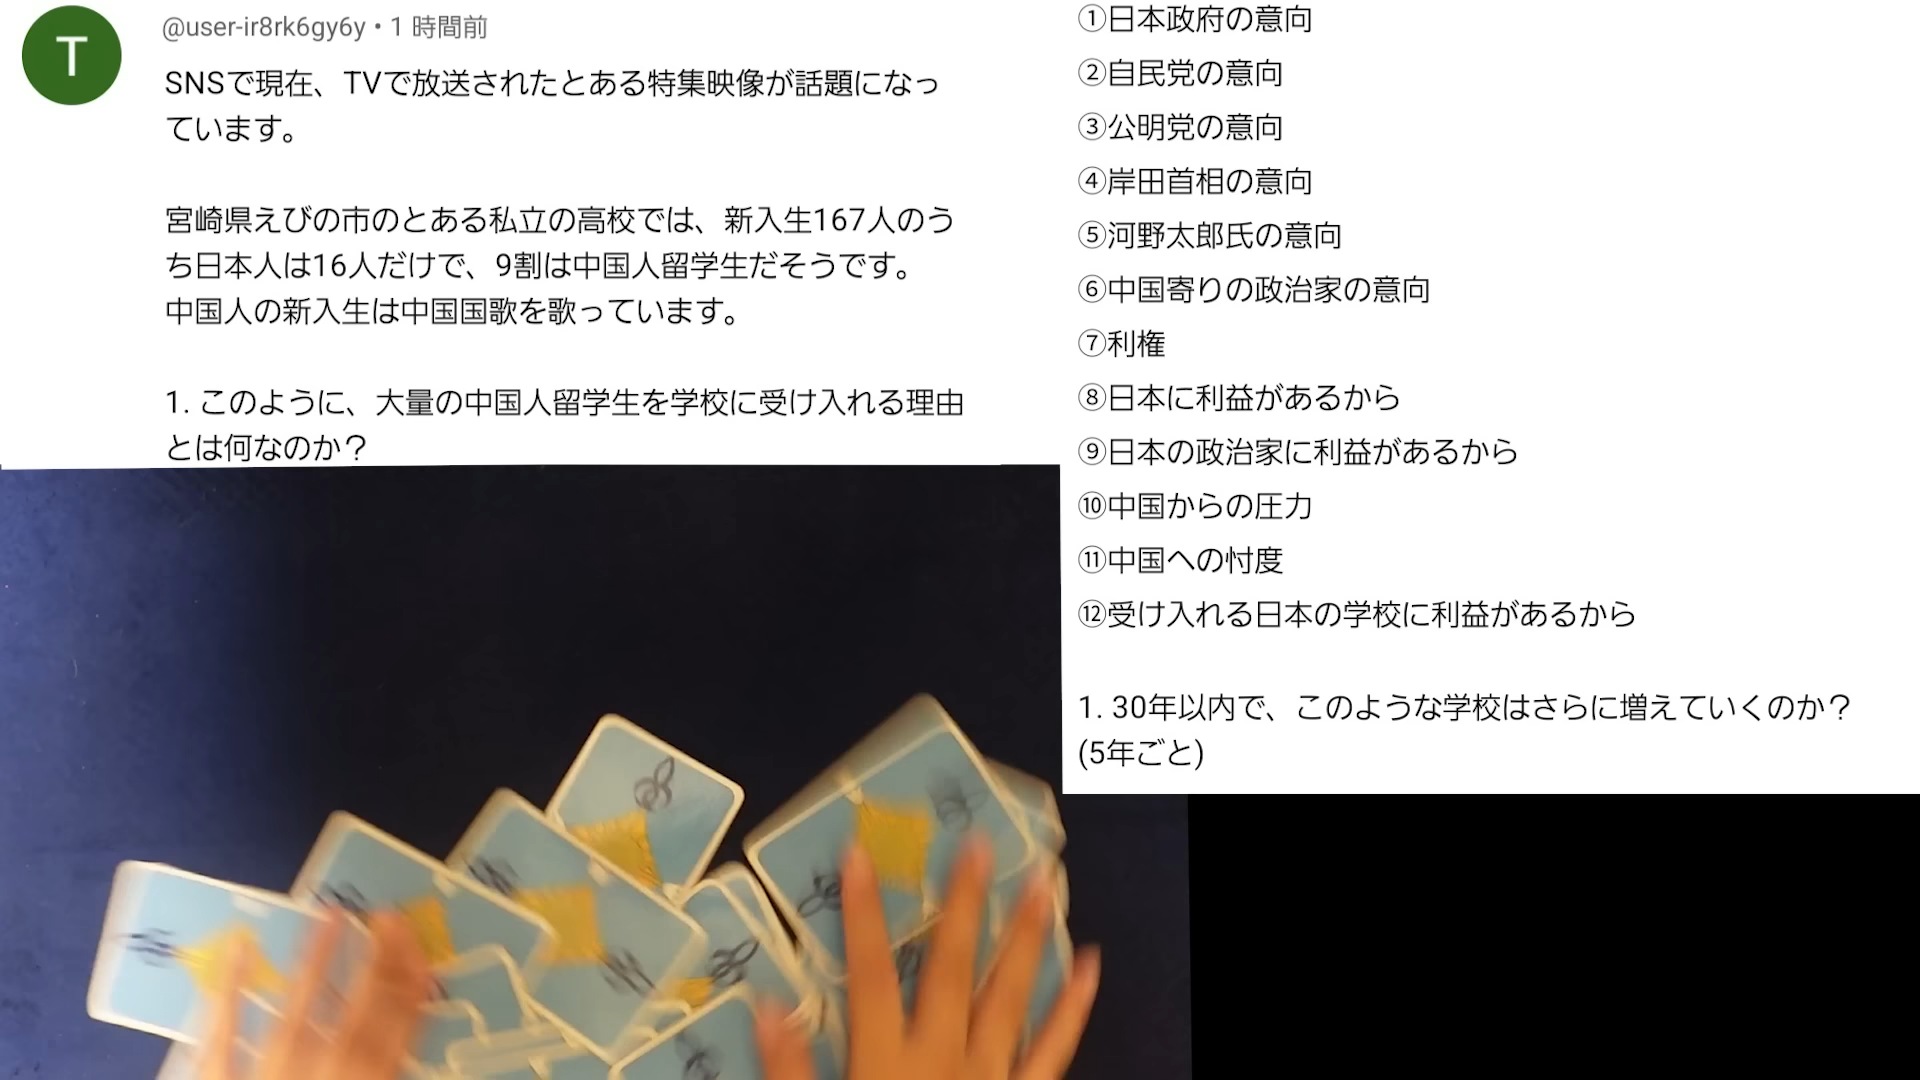 T
@user-ir8rk6gy6y • 1 時間前
SNSで現在、TVで放送されたとある特集映像が話題になっ
ています。
宮崎県えびの市のとある私立の高校では、新入生167人のう
ち日本人は16人だけで、9割は中国人留学生だそうです。
中国人の新入生は中国国歌を歌っています。
1. このように、大量の中国人留学生を学校に受け入れる理由
とは何なのか？
①日本政府の意向
②自民党の意向
③公明党の意向
④岸田首相の意向
⑤河野太郎氏の意向
⑥中国寄りの政治家の意向
⑦利権
⑧日本に利益があるから
⑨日本の政治家に利益があるから
⑩中国からの圧力
⑪中国への忖度
⑫受け入れる日本の学校に利益があるから
1. 30年以内で、このような学校はさらに増えていくのか？
(5年ごと)